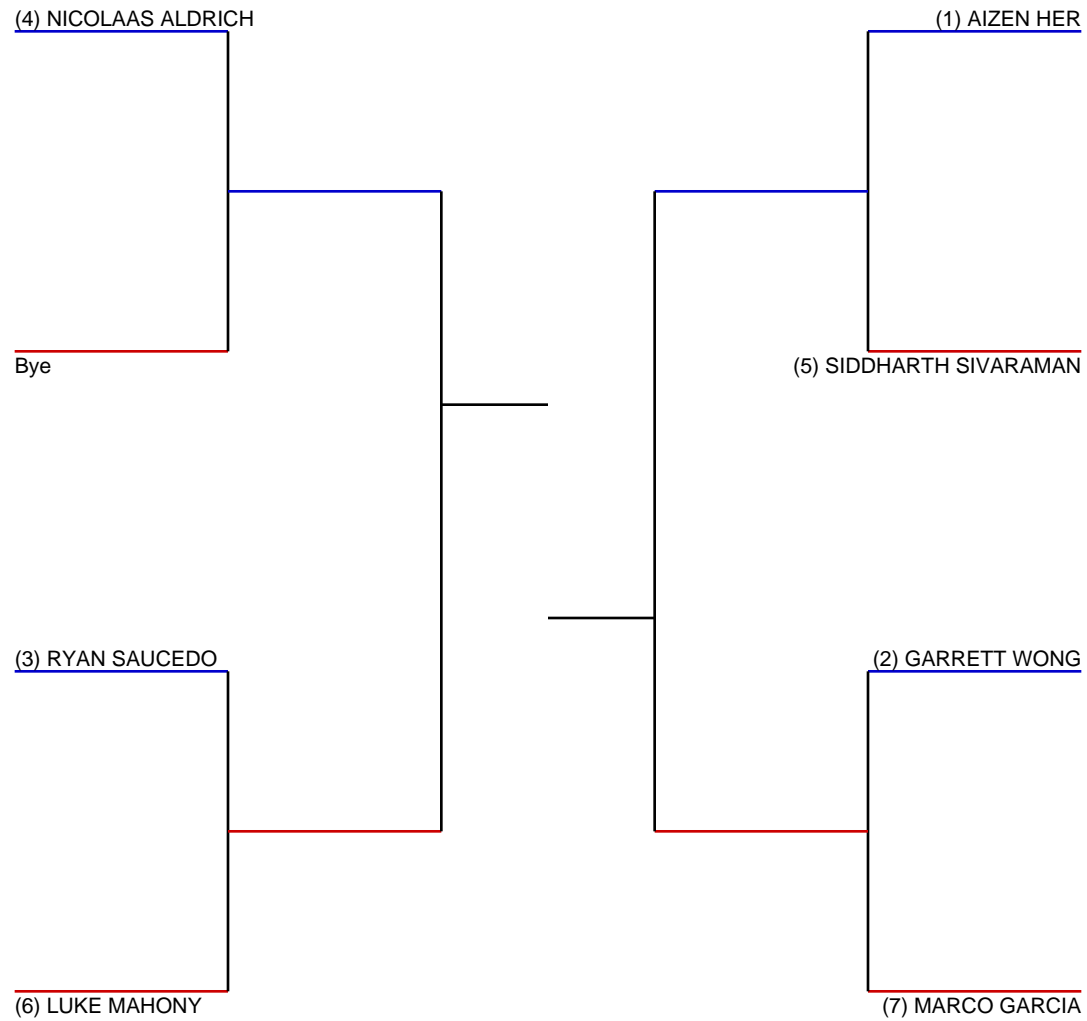 (4) NICOLAAS ALDRICH
(1) AIZEN HER
Bye
(5) SIDDHARTH SIVARAMAN
(3) RYAN SAUCEDO
(2) GARRETT WONG
(6) LUKE MAHONY
(7) MARCO GARCIA